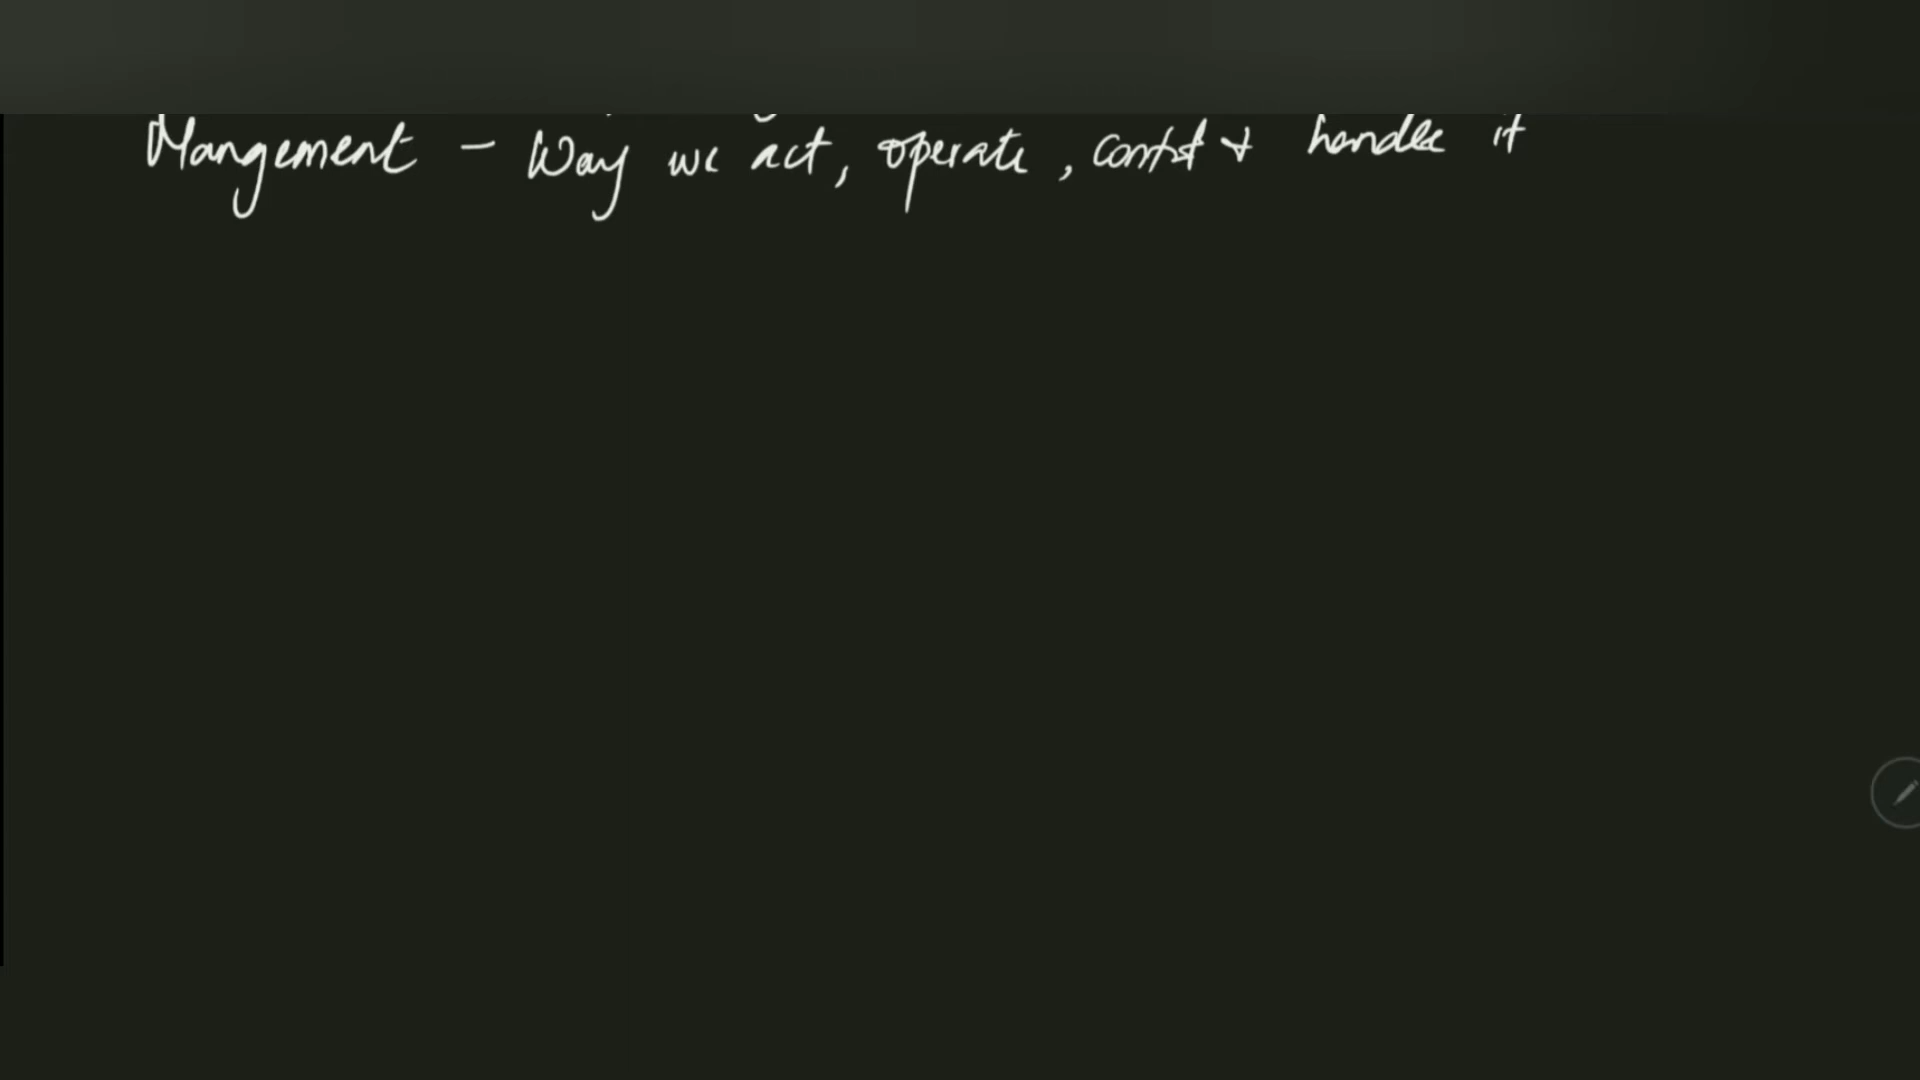 Mangement - Way we act, operate, & handle it